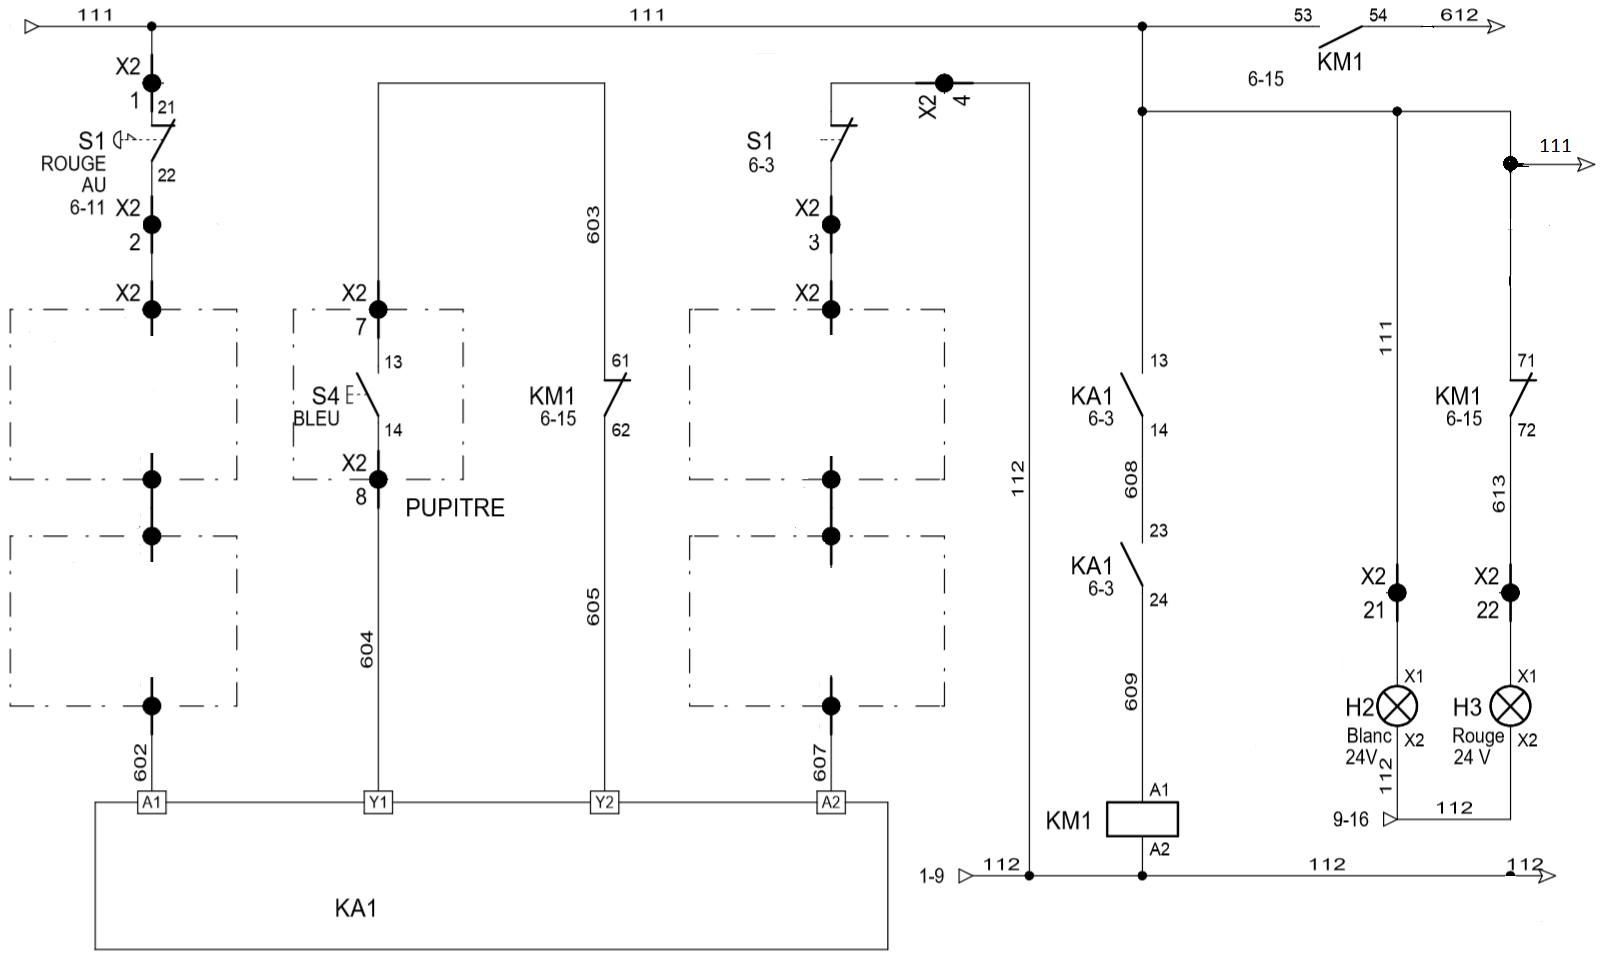 111
111
53
54
612
KM1
6-15
X2
1
21
S1
ROUGE
AU
6-11
22
X2
2
X2
602
X2
7
13
S4
BLEU
14
X2
8
PUPITRE
604
603
61
KM1
6-15
62
605
X2
4
S1
6-3
X2
3
X2
607
112
13
KA1
6-3
14
608
23
KA1
6-3
24
609
A1
KM1
A2
111
111
71
KM1
6-15
72
613
X2
21
X2
22
X1
H2
Blanc
24V
X2
112
X1
H3
Rouge
24 V
X2
9-16
112
A1
Y1
Y2
A2
KA1
1-9
112
112
112